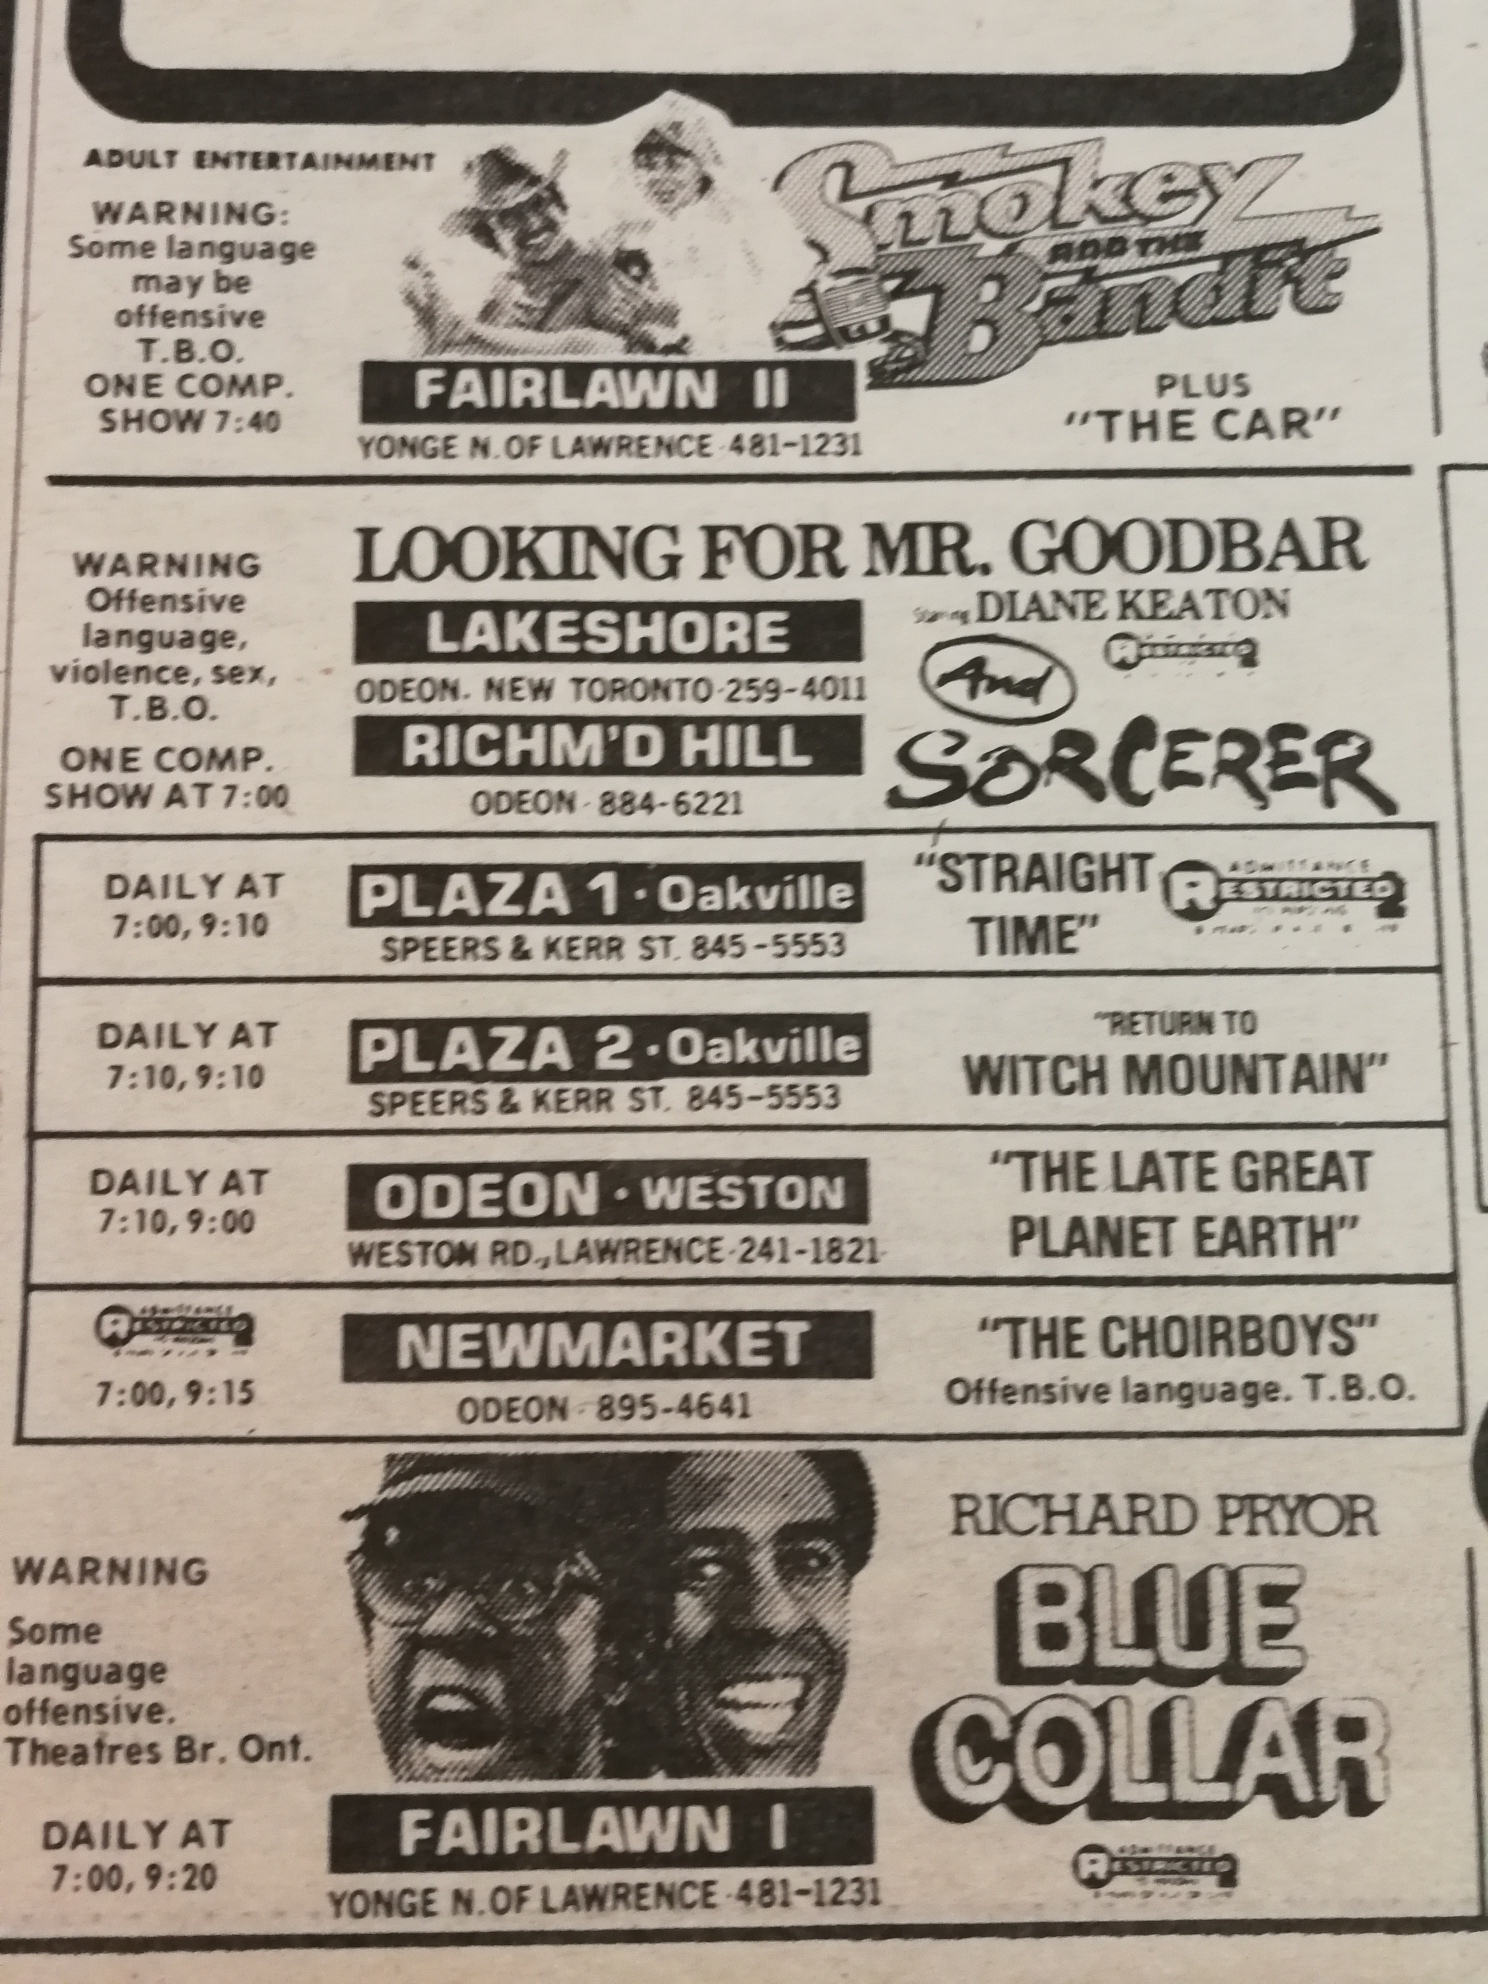 ADULT ENTERTAINMENT
WARNING:
Some language
may be
offensive
T.B.O.
ONE COMP.
SHOW 7:40
Smokey
AND THE
Bandit
FAIRLAWN II
YONGE N. OF LAWRENCE·481-1231
PLUS
"THE CAR"
WARNING
Offensive
language,
violence, sex,
T.B.O.
ONE COMP.
SHOW AT 7:00
LOOKING FOR MR. GOODBAR
Starring DIANE KEATON
RESTRICTED
LAKESHORE
ODEON· NEW TORONTO·259-4011
RICHM'D HILL
ODEON·884-6221
And
SORCERER
DAILY AT
7:00, 9:10
PLAZA 1·Oakville
SPEERS & KERR ST. 845-5553
"STRAIGHT
TIME"
ADMITTANCE
RESTRICTED
DAILY AT
7:10, 9:10
PLAZA 2·Oakville
SPEERS & KERR ST. 845-5553
"RETURN TO
WITCH MOUNTAIN"
DAILY AT
7:10, 9:00
ODEON·WESTON
WESTON RD., LAWRENCE·241-1821
"THE LATE GREAT
PLANET EARTH"
ADMITTANCE
RESTRICTED
7:00, 9:15
NEWMARKET
ODEON·895-4641
"THE CHOIRBOYS"
Offensive language. T.B.O.
WARNING
Some
language
offensive.
Theatres Br. Ont.
DAILY AT
7:00, 9:20
FAIRLAWN I
YONGE N. OF LAWRENCE·481-1231
RICHARD PRYOR
BLUE
COLLAR
ADMITTANCE
RESTRICTED